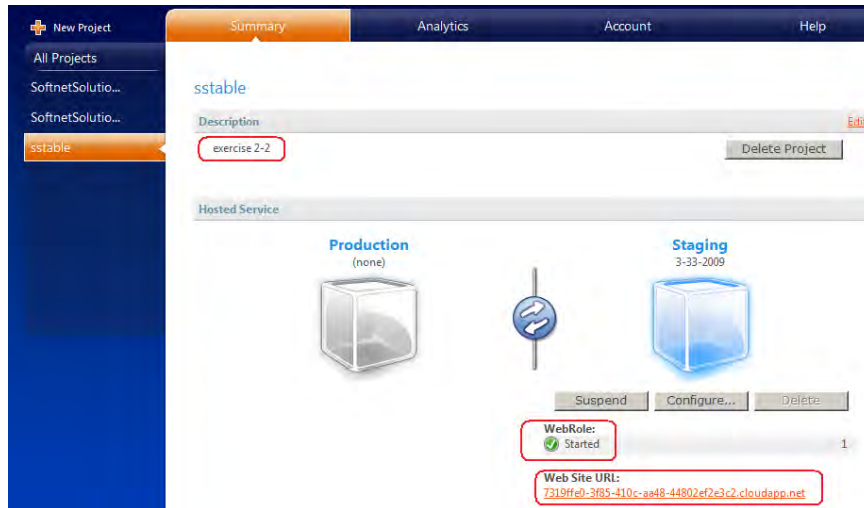 New Project
Summary
Analytics
Account
Help
All Projects
SoftnetSolutio...
SoftnetSolutio...
sstable
sstable
Description
Edit
exercise 2-2
Delete Project
Hosted Service
Production
(none)
Staging
3-33-2009
Suspend
Configure...
Delete
WebRole:
Started
1
Web Site URL:
7319ffe0-3f85-410c-aa48-44802ef2e3c2.cloudapp.net